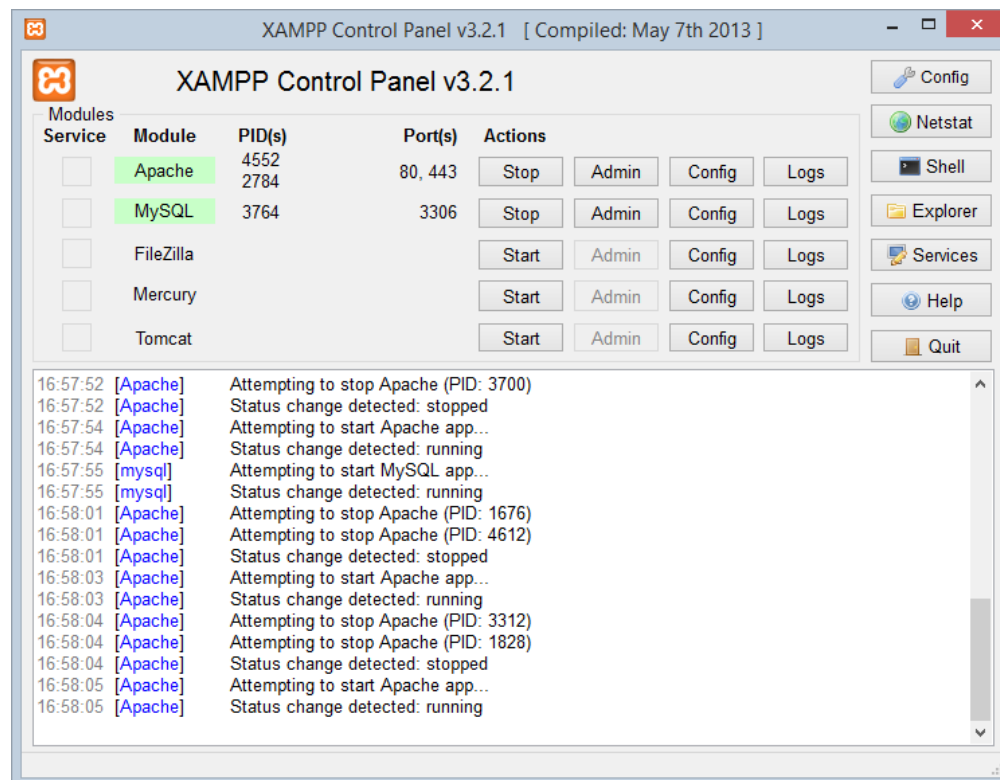 XAMPP Control Panel v3.2.1 [ Compiled: May 7th 2013 ]
XAMPP Control Panel v3.2.1
Config
Modules
Netstat
Service Module PID(s) Port(s) Actions
Apache 4552 2784 80, 443 Stop Admin Config Logs
Shell
MySQL 3764 3306 Stop Admin Config Logs
Explorer
FileZilla Start Admin Config Logs
Services
Mercury Start Admin Config Logs
Help
Tomcat Start Admin Config Logs
Quit
16:57:52 [Apache] Attempting to stop Apache (PID: 3700)
16:57:52 [Apache] Status change detected: stopped
16:57:54 [Apache] Attempting to start Apache app...
16:57:54 [Apache] Status change detected: running
16:57:55 [mysql] Attempting to start MySQL app...
16:57:55 [mysql] Status change detected: running
16:58:01 [Apache] Attempting to stop Apache (PID: 1676)
16:58:01 [Apache] Attempting to stop Apache (PID: 4612)
16:58:01 [Apache] Status change detected: stopped
16:58:03 [Apache] Attempting to start Apache app...
16:58:03 [Apache] Status change detected: running
16:58:04 [Apache] Attempting to stop Apache (PID: 3312)
16:58:04 [Apache] Attempting to stop Apache (PID: 1828)
16:58:04 [Apache] Status change detected: stopped
16:58:05 [Apache] Attempting to start Apache app...
16:58:05 [Apache] Status change detected: running